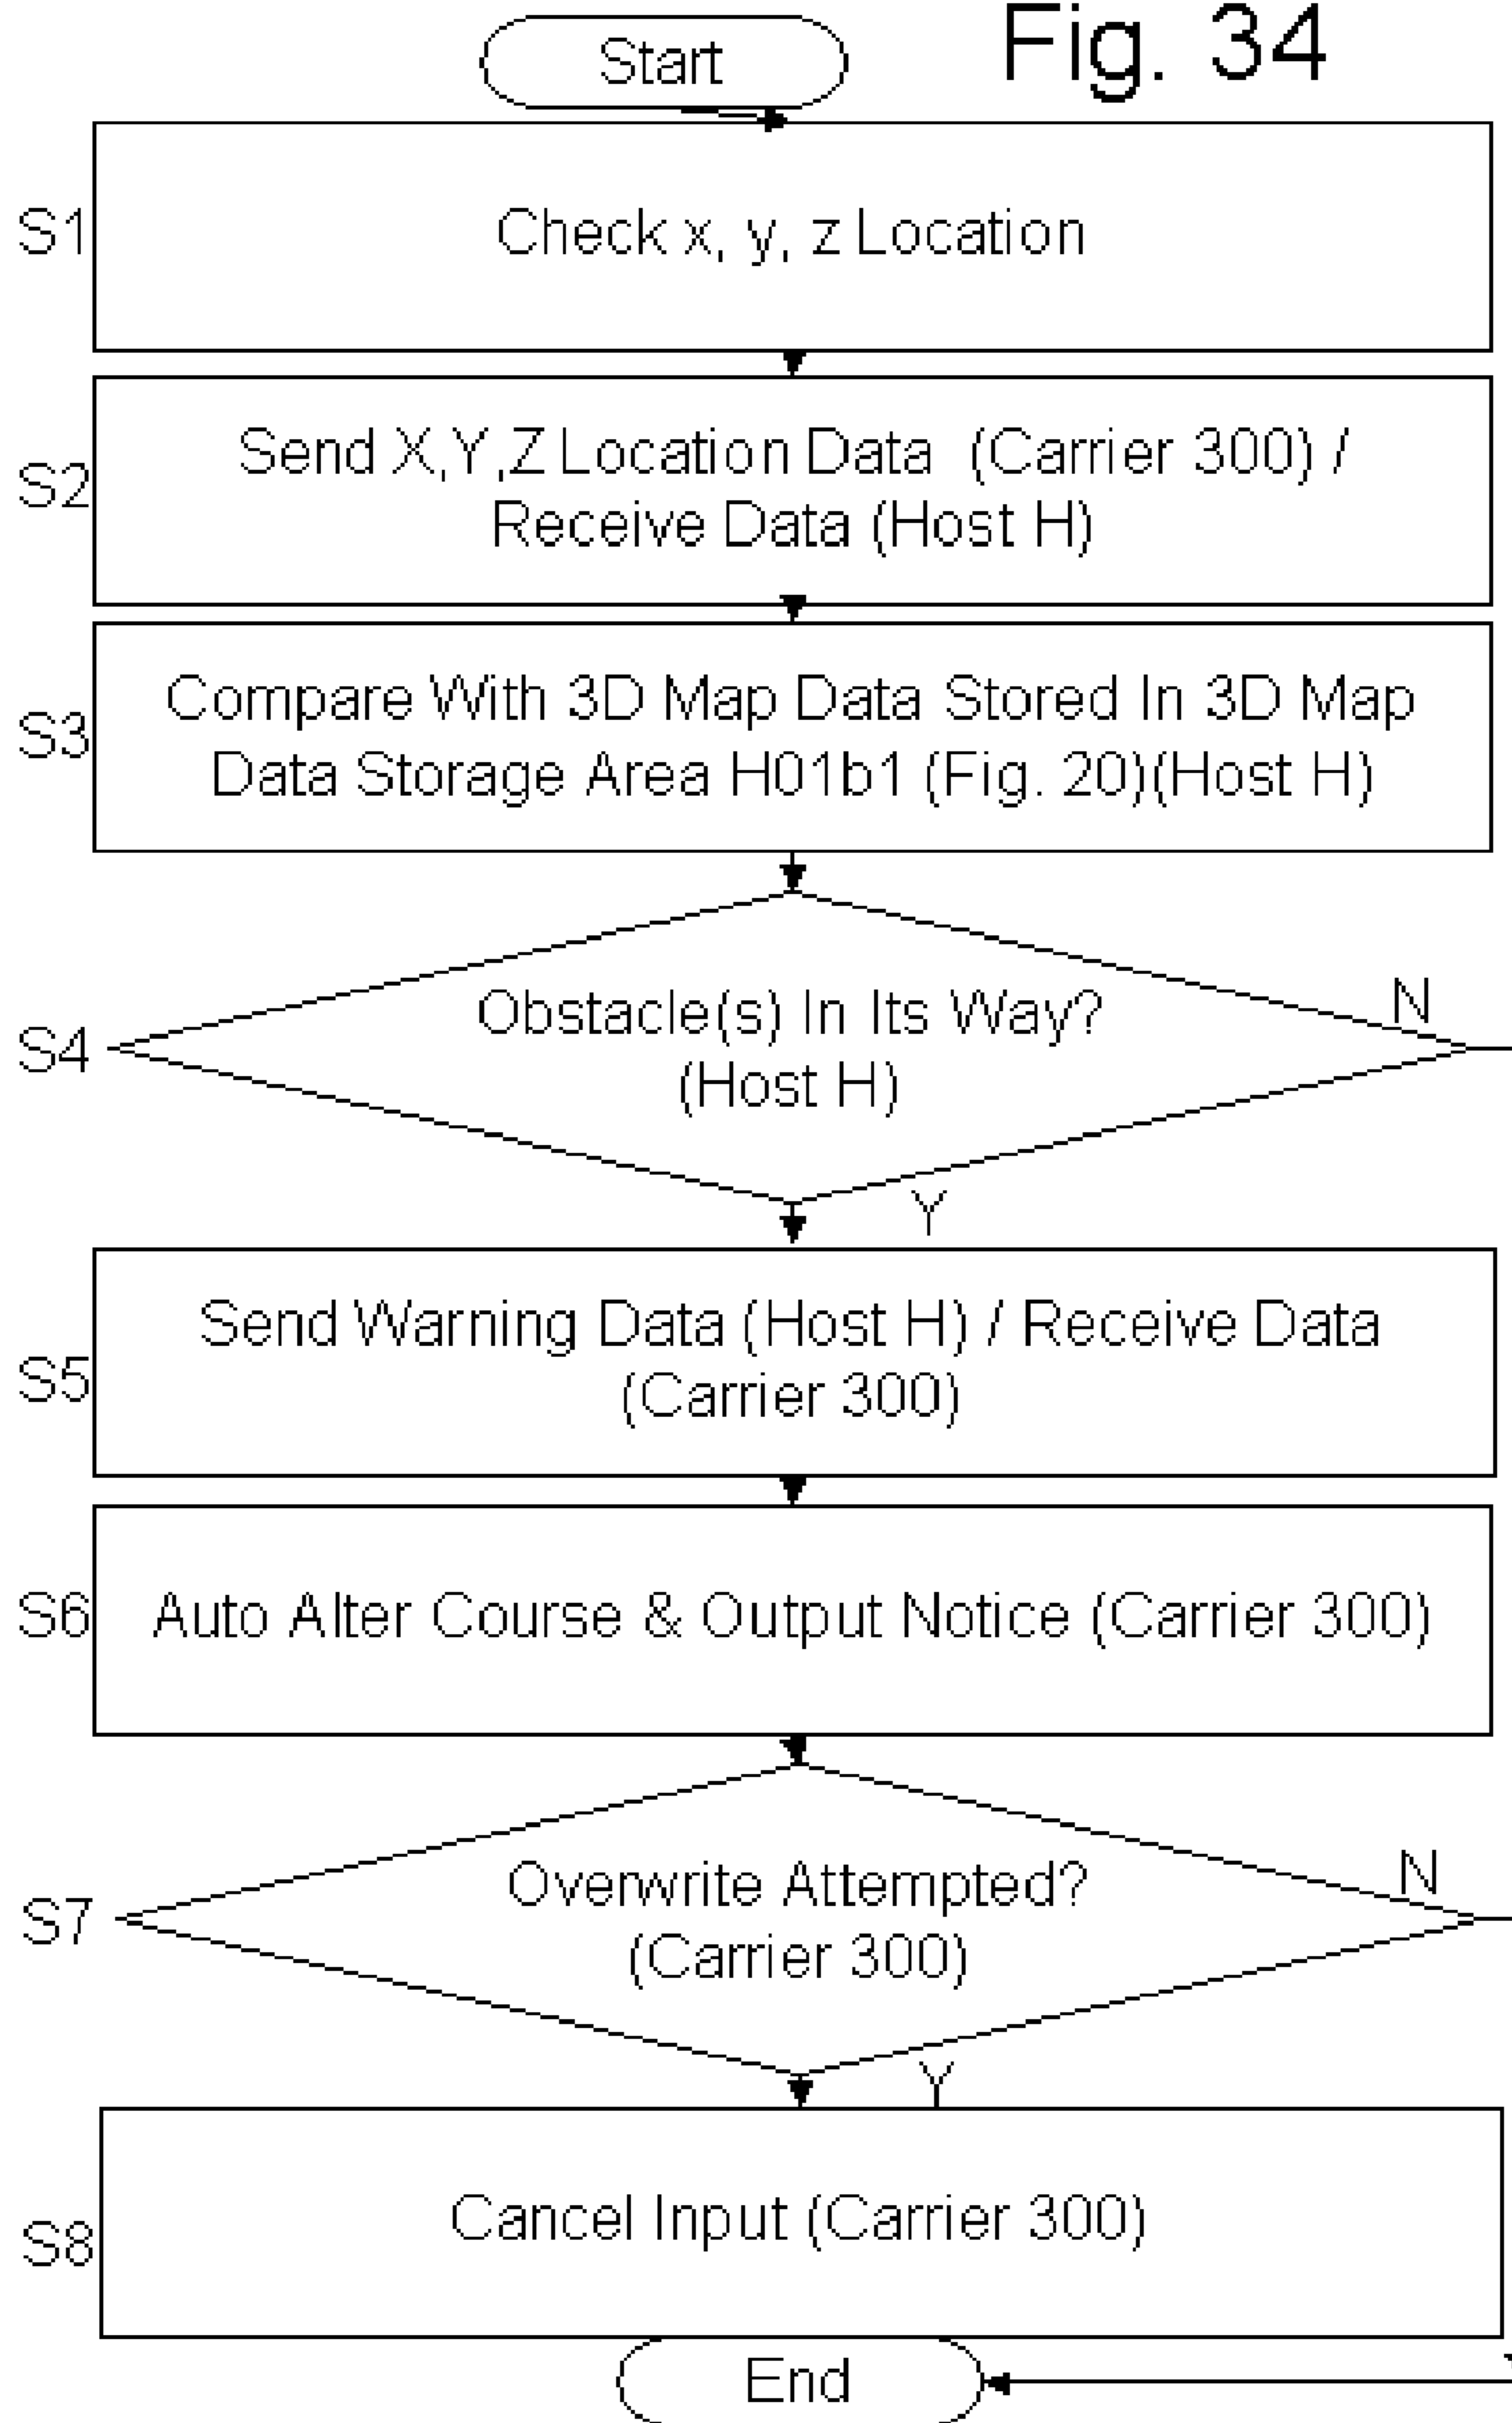 Fig. 34
Start
S1
Check x, y, z Location
S2
Send X,Y,Z Location Data (Carrier 300) /
Receive Data (Host H)
S3
Compare With 3D Map Data Stored In 3D Map
Data Storage Area H01b1 (Fig. 20)(Host H)
S4
Obstacle(s) In Its Way?
(Host H)
N
Y
S5
Send Warning Data (Host H) / Receive Data
(Carrier 300)
S6
Auto Alter Course & Output Notice (Carrier 300)
S7
Overwrite Attempted?
(Carrier 300)
N
Y
S8
Cancel Input (Carrier 300)
End